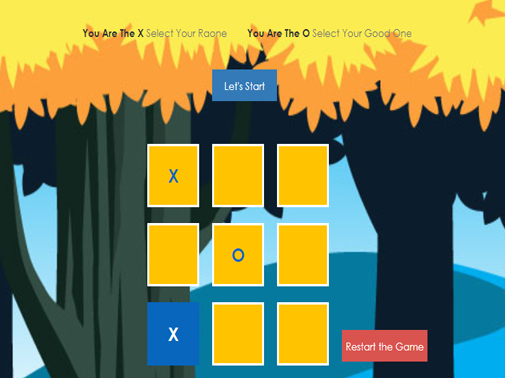 You Are The X Select Your Raone You Are The O Select Your Good One
Let's Start
X
O
X
Restart the Game